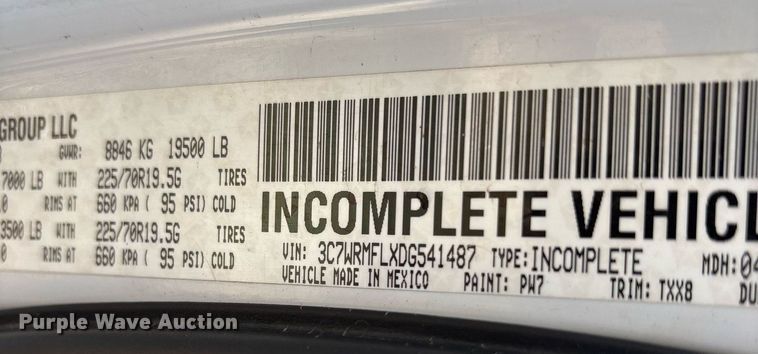 GROUP LLC
GVWR: 8846 KG 19500 LB
7000 LB WITH 225/70R19.5G TIRES
RIMS AT 660 KPA ( 95 PSI) COLD
3500 LB WITH 225/70R19.5G TIRES
RIMS AT 660 KPA ( 95 PSI) COLD
INCOMPLETE VEHICL
VIN: 3C7WRMFLXDG541487 TYPE: INCOMPLETE MDH: 04
VEHICLE MADE IN MEXICO PAINT: PW7 TRIM: TXX8 DU
Purple Wave Auction